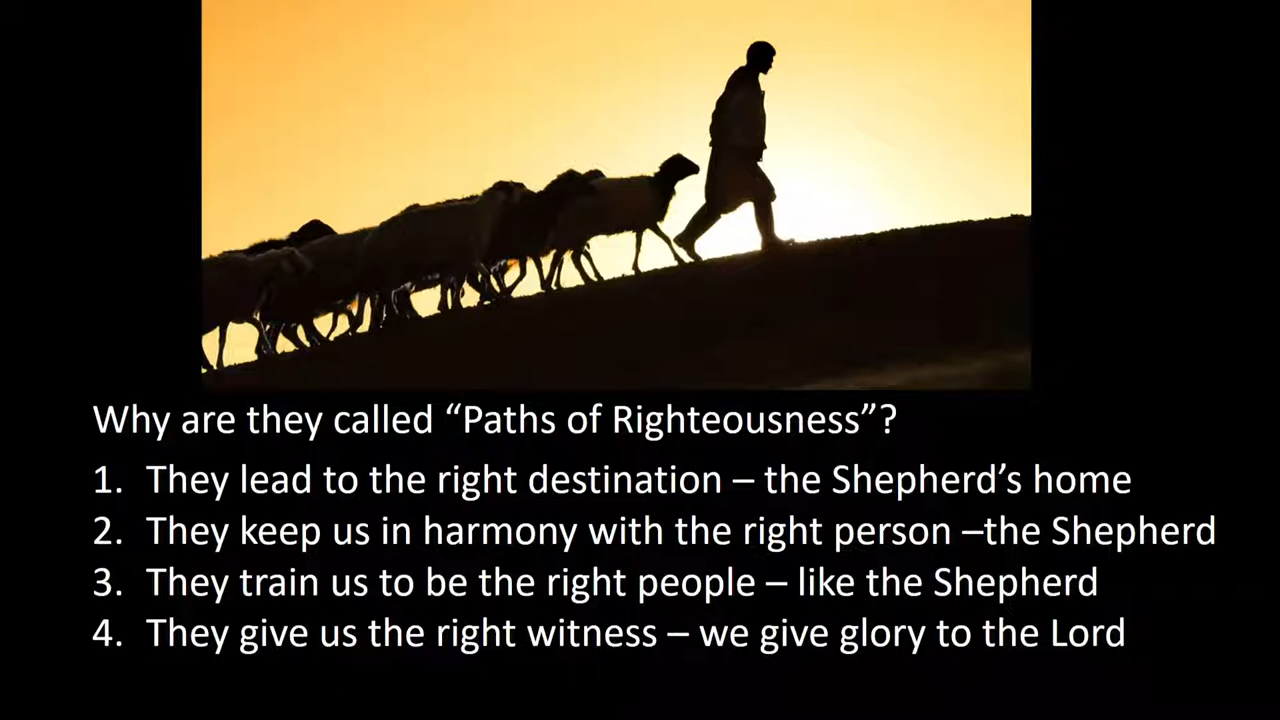 Why are they called “Paths of Righteousness”?
1. They lead to the right destination – the Shepherd’s home
2. They keep us in harmony with the right person –the Shepherd
3. They train us to be the right people – like the Shepherd
4. They give us the right witness – we give glory to the Lord